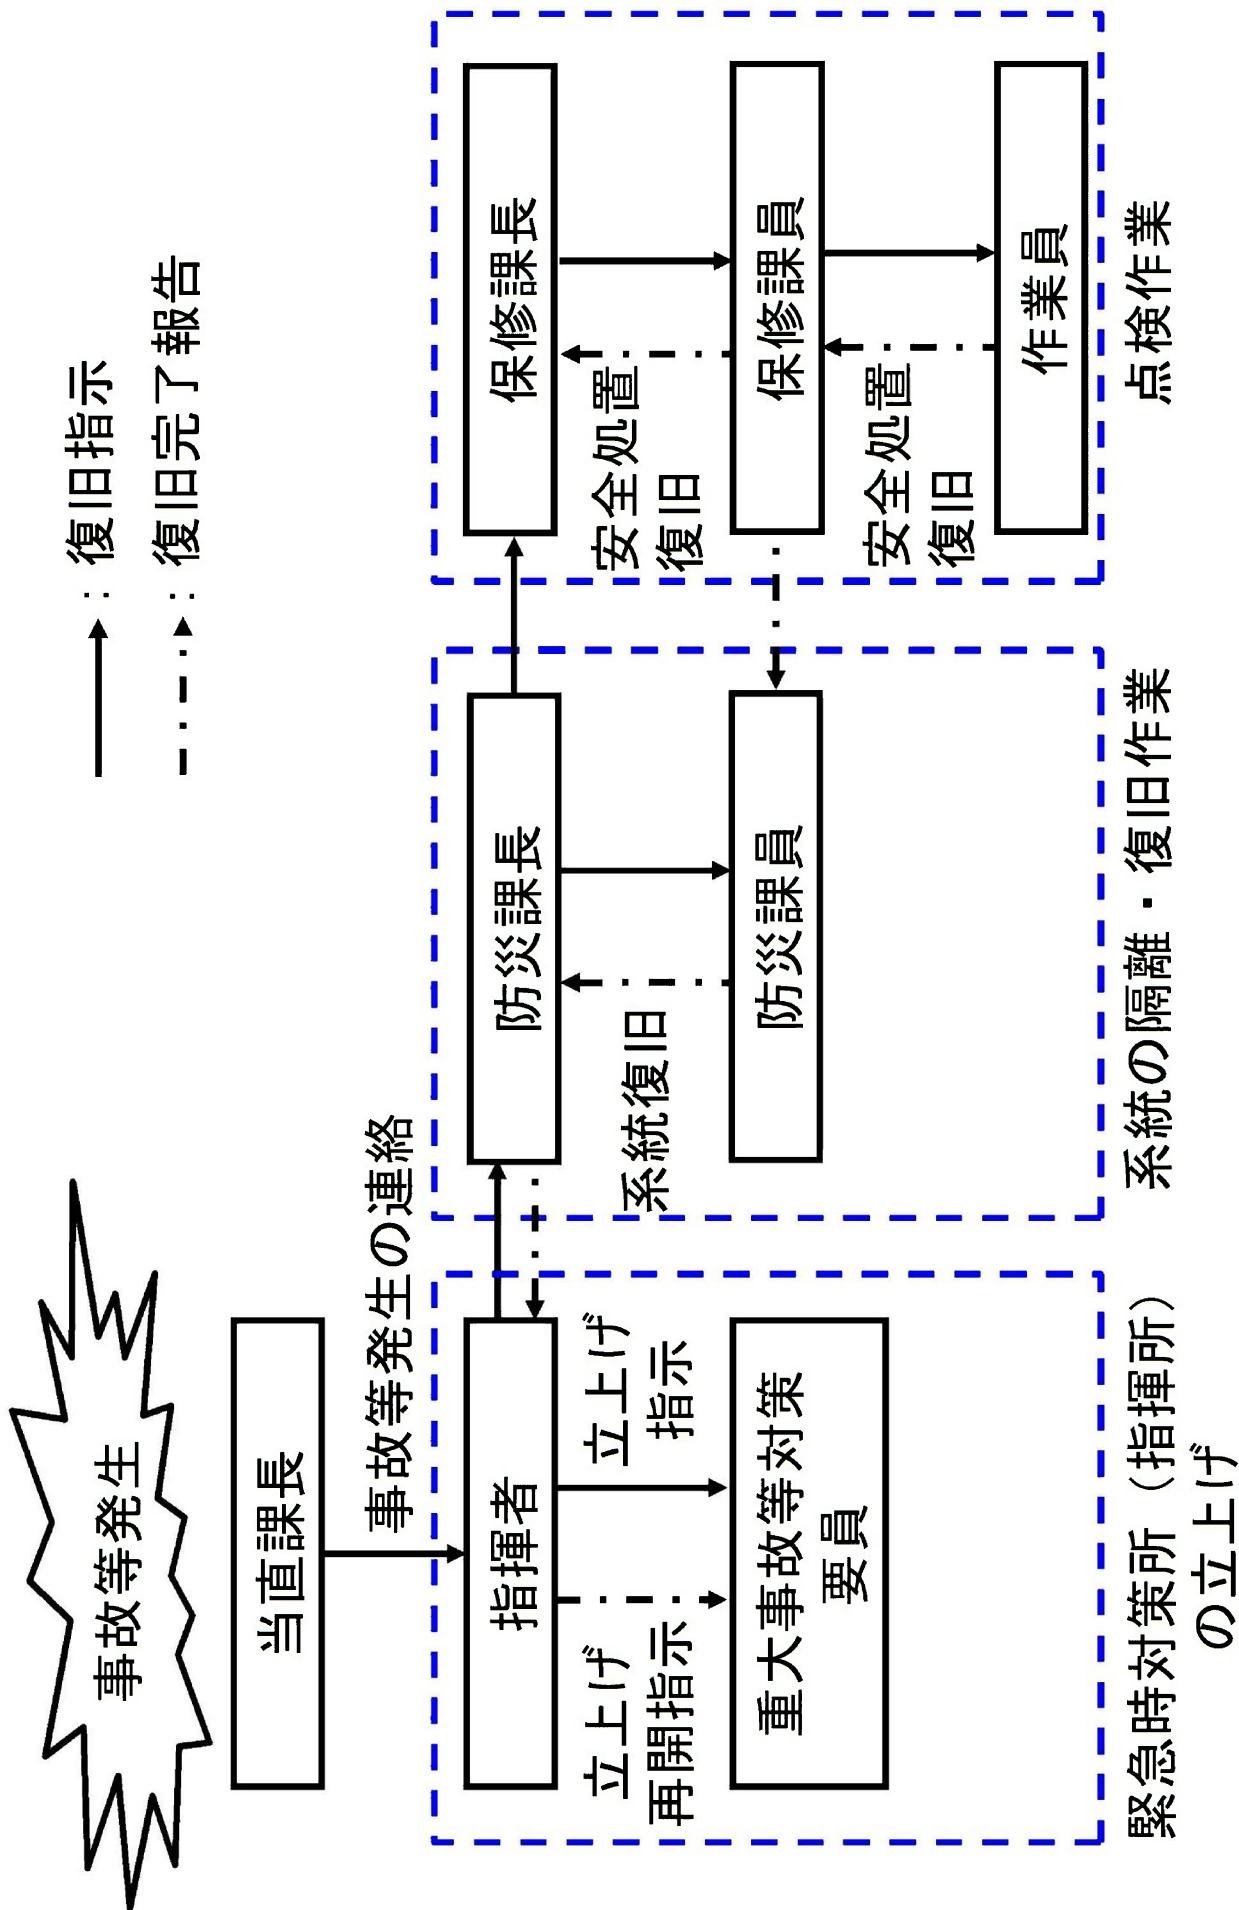 事故等発生
：復旧指示
：復旧完了報告
当直課長
事故等発生の連絡
指揮者
立上げ
再開指示
立上げ
指示
重大事故等対策
要員
緊急時対策所（指揮所）
の立上げ
防災課長
系統復旧
防災課員
系統の隔離・復旧作業
保修課長
安全処置
復旧
保修課員
安全処置
復旧
作業員
点検作業